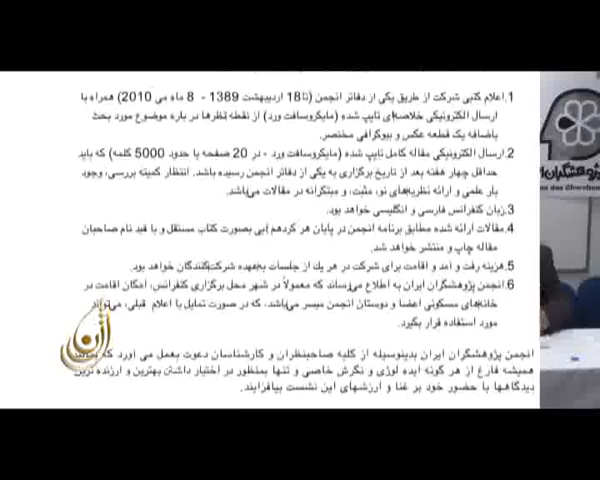 1. اعلام کتبی شرکت از طریق یکی از دفاتر انجمن (تا 18 اردیبهشت 1389 - 8 ماه می 2010) همراه با
ارسال الکترونیکی خلاصه‌ای تایپ شده (مایکروسافت ورد) از نقطه نظرها در باره موضوع مورد بحث
باضافه یک قطعه عکس و بیوگرافی مختصر.
2. ارسال الکترونیکی مقاله کامل تایپ شده (مایکروسافت ورد - در 20 صفحه یا حدود 5000 کلمه) که باید
حداقل چهار هفته بعد از تاریخ برگزاری به یکی از دفاتر انجمن رسیده باشد. انتظار کمیته بررسی، وجود
بار علمی و ارائه نظریه‌های نو، مثبت، و مبتکرانه در مقالات می‌باشد.
3. زبان کنفرانس فارسی و انگلیسی خواهد بود.
4. مقالات ارائه شده مطابق برنامه انجمن در پایان هر گردهم آیی بصورت کتاب مستقل و با قید نام صاحبان
مقاله چاپ و منتشر خواهد شد.
5. هزینه رفت و آمد و اقامت برای شرکت در هر یک از جلسات به‌عهده شرکت‌کنندگان خواهد بود.
6. انجمن پژوهشگران ایران به اطلاع می‌رساند که معمولاً در شهر محل برگزاری کنفرانس، امکان اقامت در
خانه‌های مسکونی اعضا و دوستان انجمن میسر می‌باشد، که در صورت تمایل با اعلام قبلی، می‌تواند
مورد استفاده قرار بگیرد.
انجمن پژوهشگران ایران بدینوسیله از کلیه صاحبنظران و کارشناسان دعوت بعمل می آورد که
همیشه فارغ از هر گونه ایده لوژی و نگرش خاصی و تنها بمنظور در اختیار داشتن بهترین و ارزنده ترین
دیدگاهها با حضور خود بر غنا و ارزشهای این نشست بیافزایند.